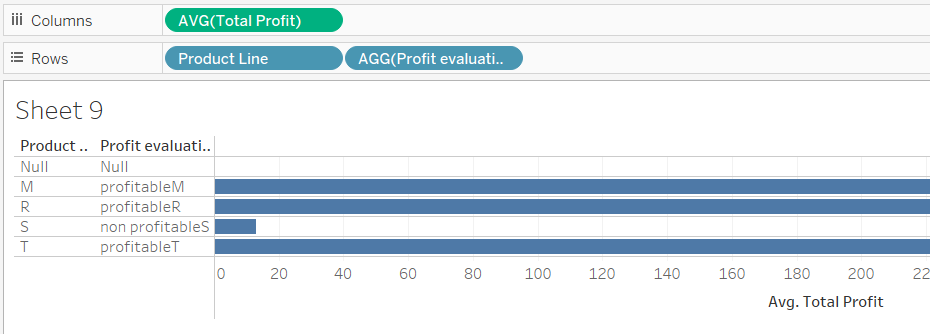 Columns AVG(Total Profit)
Rows Product Line AGG(Profit evaluati..
Sheet 9
Product .. Profit evaluati..
Null Null
M profitableM
R profitableR
S non profitableS
T profitableT
0 20 40 60 80 100 120 140 160 180 200 22
Avg. Total Profit